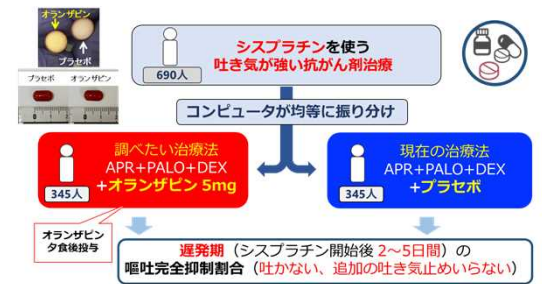 オランザピン
プラセボ
プラセボ オランザピン
690人
シスプラチンを使う
吐き気が強い抗がん剤治療
コンピュータが均等に振り分け
345人
調べたい治療法
APR+PALO+DEX
+オランザピン 5mg
345人
現在の治療法
APR+PALO+DEX
+プラセボ
オランザピン
夕食後投与
遅発期（シスプラチン開始後 2～5日間）の
嘔吐完全抑制割合（吐かない、追加の吐き気止めいらない）